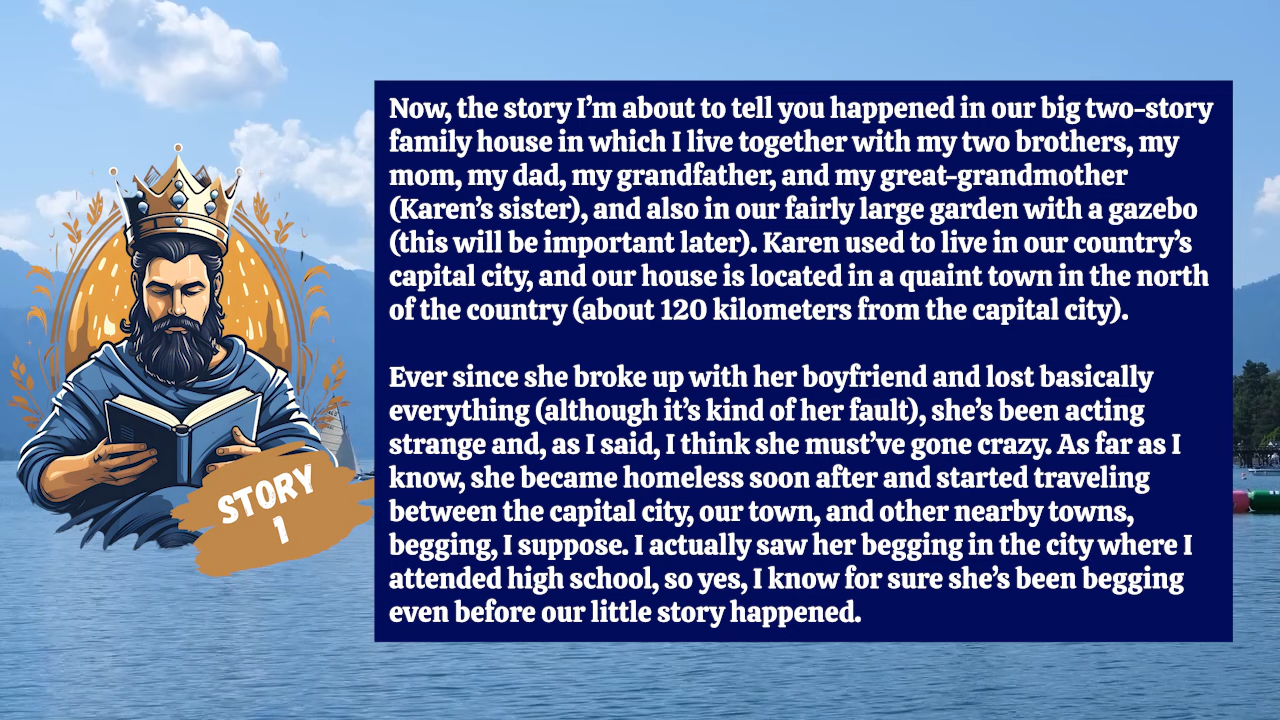 Now, the story I’m about to tell you happened in our big two-story
family house in which I live together with my two brothers, my
mom, my dad, my grandfather, and my great-grandmother
(Karen’s sister), and also in our fairly large garden with a gazebo
(this will be important later). Karen used to live in our country’s
capital city, and our house is located in a quaint town in the north
of the country (about 120 kilometers from the capital city).
Ever since she broke up with her boyfriend and lost basically
everything (although it’s kind of her fault), she’s been acting
strange and, as I said, I think she must’ve gone crazy. As far as I
know, she became homeless soon after and started traveling
between the capital city, our town, and other nearby towns,
begging, I suppose. I actually saw her begging in the city where I
attended high school, so yes, I know for sure she’s been begging
even before our little story happened.
STORY
1